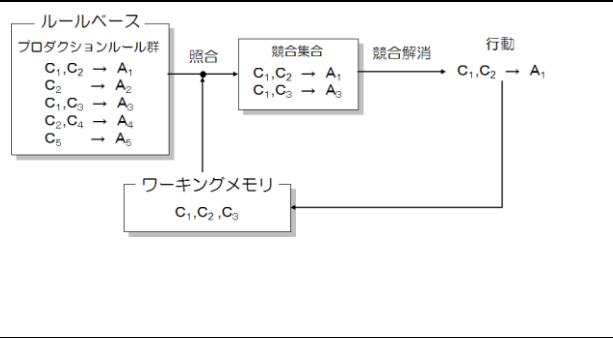 ルールベース
プロダクションルール群
C₁,C₂ → A₁
C₂ → A₂
C₁,C₃ → A₃
C₂,C₄ → A₄
C₅ → A₅
照合
競合集合
C₁,C₂ → A₁
C₁,C₃ → A₃
競合解消
行動
C₁,C₂ → A₁
ワーキングメモリ
C₁,C₂,C₃